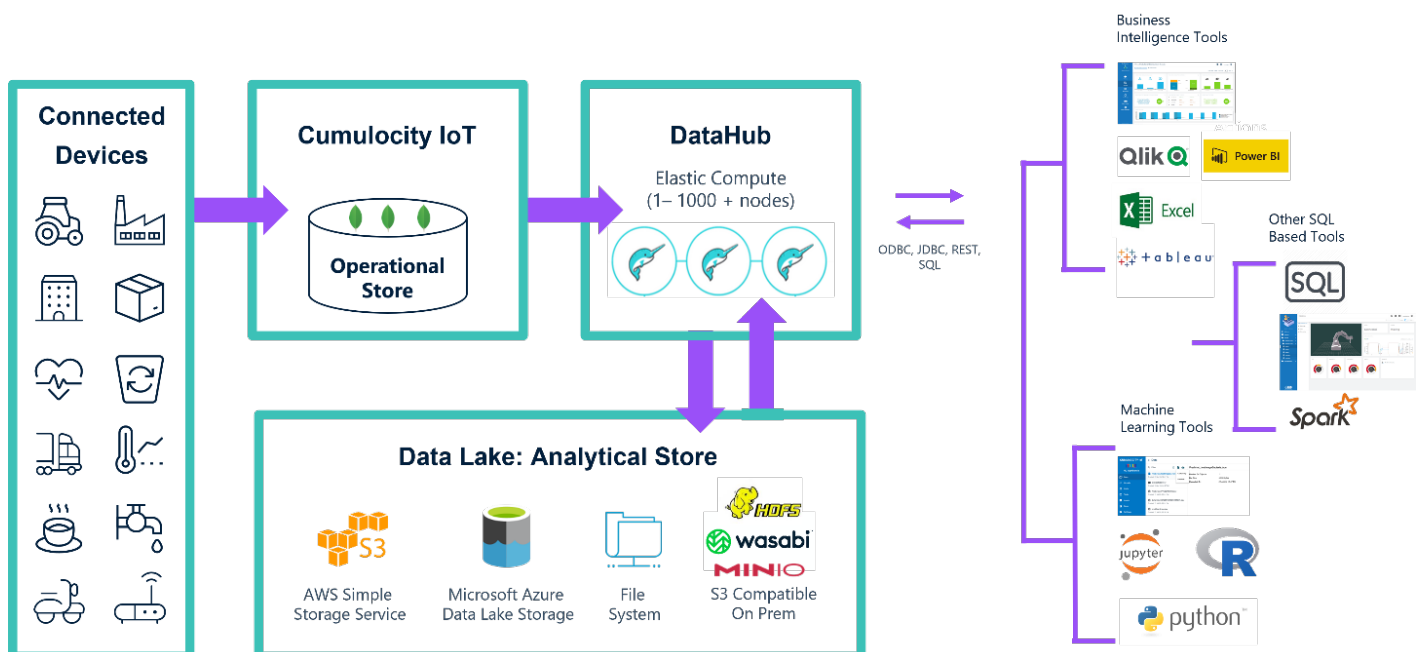 Connected
Devices
Cumulocity IoT
Operational
Store
DataHub
Elastic Compute
(1– 1000 + nodes)
ODBC, JDBC, REST,
SQL
Data Lake: Analytical Store
S3
AWS Simple
Storage Service
Microsoft Azure
Data Lake Storage
File
System
HDFS
wasabi
MINIO
S3 Compatible
On Prem
Business
Intelligence Tools
Qlik
Power BI
Excel
+ a b l e a u
Other SQL
Based Tools
SQL
Spark
Machine
Learning Tools
jupyter
R
python